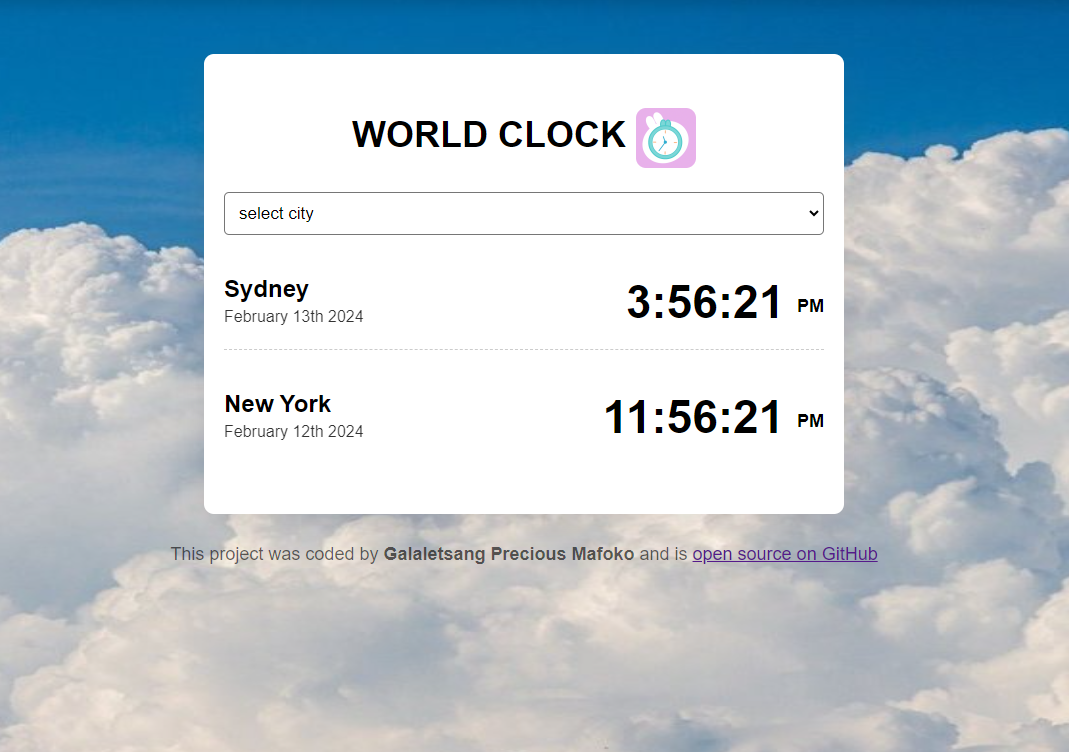 WORLD CLOCK
select city
Sydney
3:56:21 PM
February 13th 2024
New York
11:56:21 PM
February 12th 2024
This project was coded by Galaletsang Precious Mafoko and is open source on GitHub